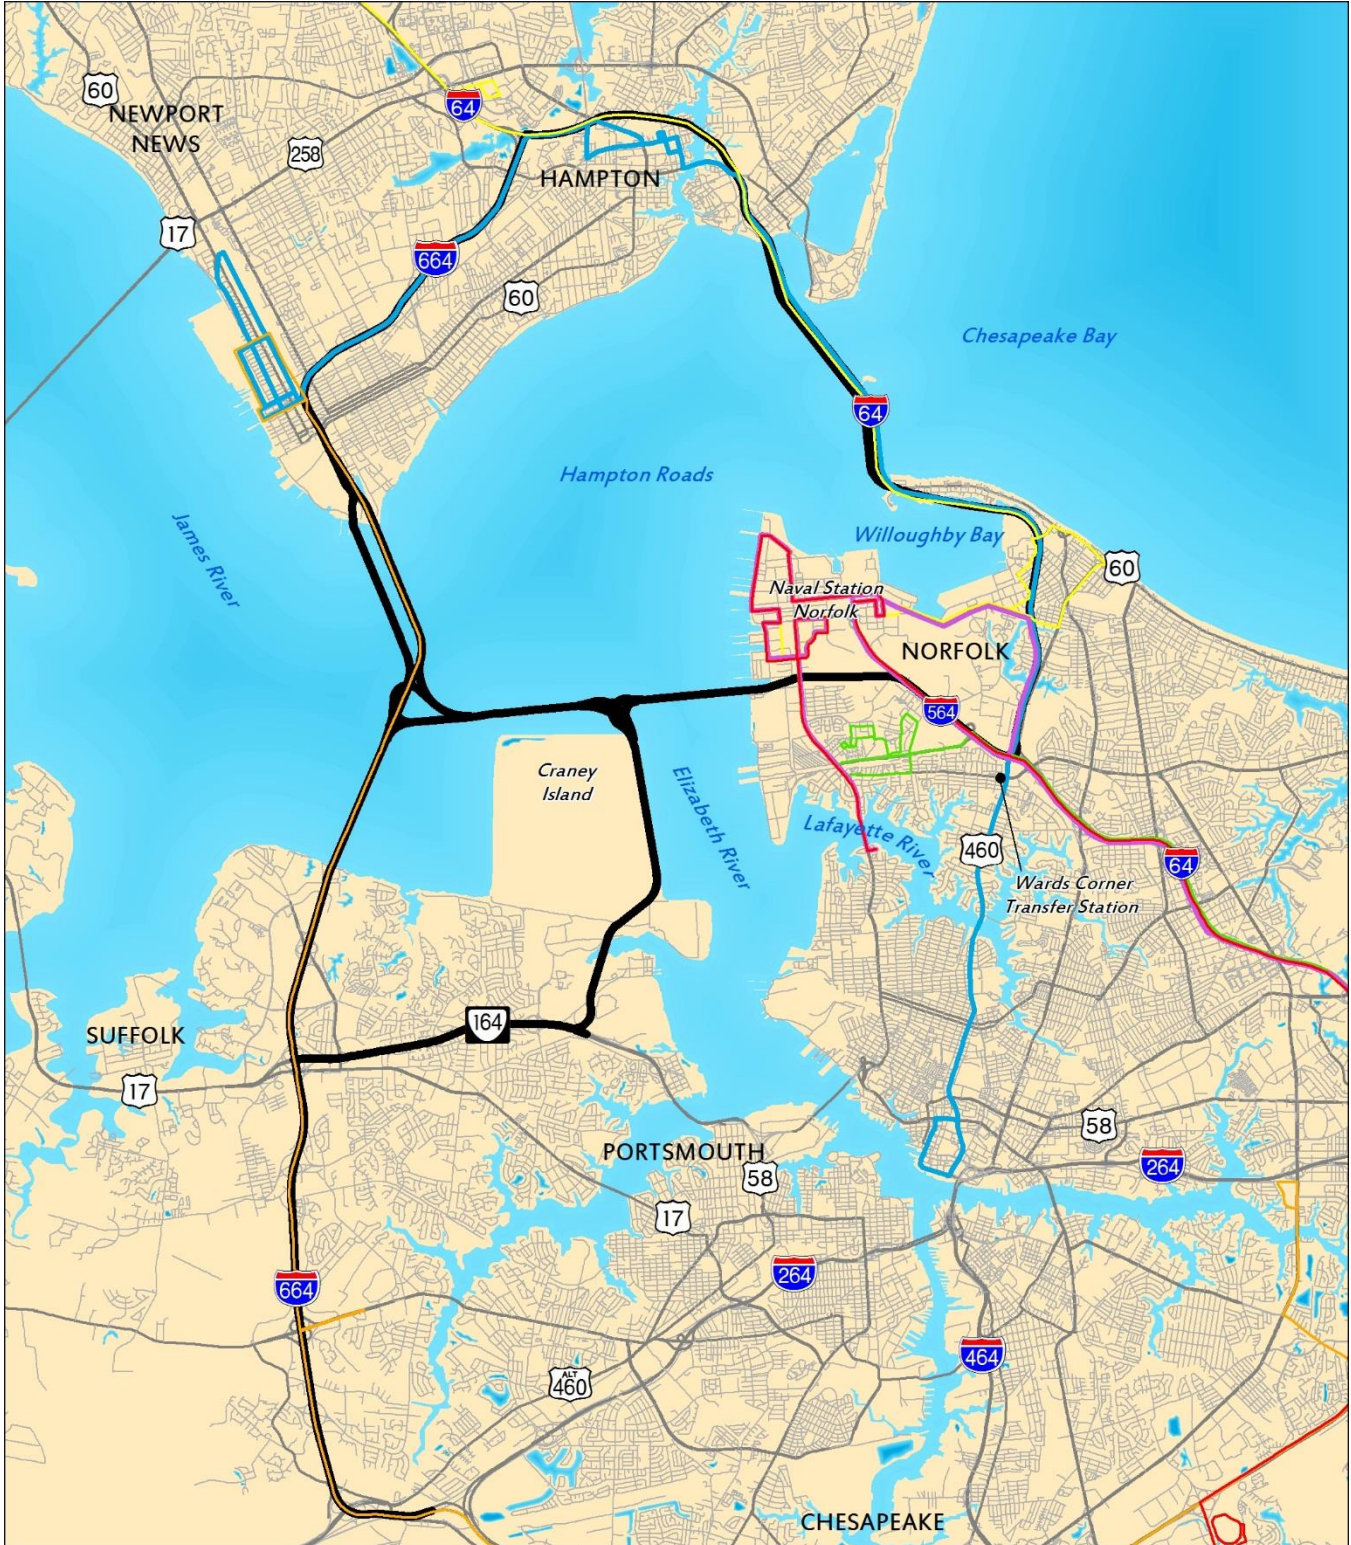 60
NEWPORT
NEWS
64
258
HAMPTON
17
664
60
Chesapeake Bay
64
Hampton Roads
James River
Willoughby Bay
60
Naval Station
Norfolk
NORFOLK
564
Craney
Island
Elizabeth River
Lafayette River
460
64
Wards Corner
Transfer Station
164
SUFFOLK
17
58
PORTSMOUTH
264
58
17
264
664
464
ALT
460
CHESAPEAKE